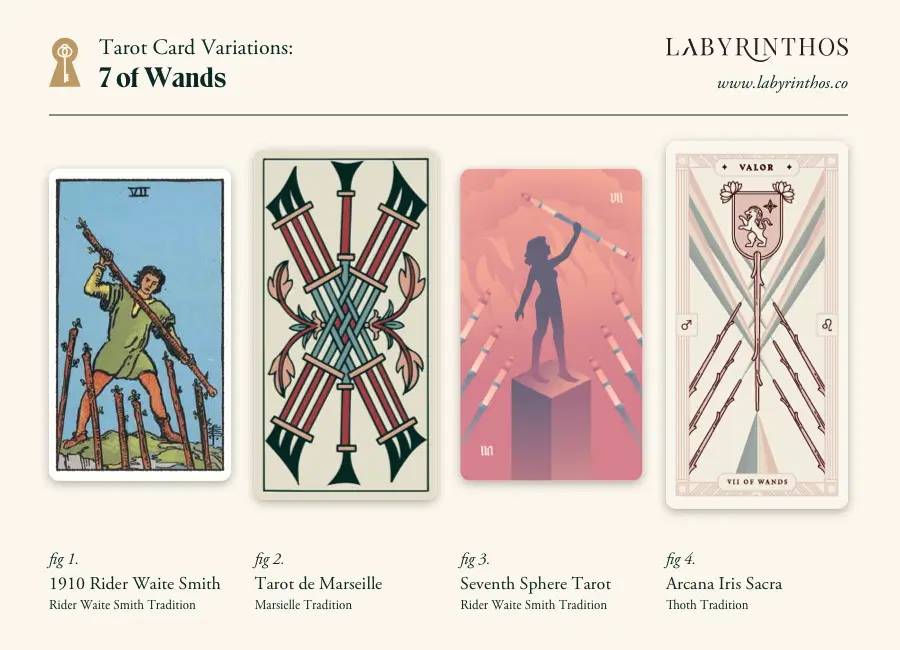 Tarot Card Variations:
7 of Wands
LABYRINTHOS
www.labyrinthos.co
VII
VII
VII
VALOR
♂
♌
VII OF WANDS
fig 1.
1910 Rider Waite Smith
Rider Waite Smith Tradition
fig 2.
Tarot de Marseille
Marsielle Tradition
fig 3.
Seventh Sphere Tarot
Rider Waite Smith Tradition
fig 4.
Arcana Iris Sacra
Thoth Tradition